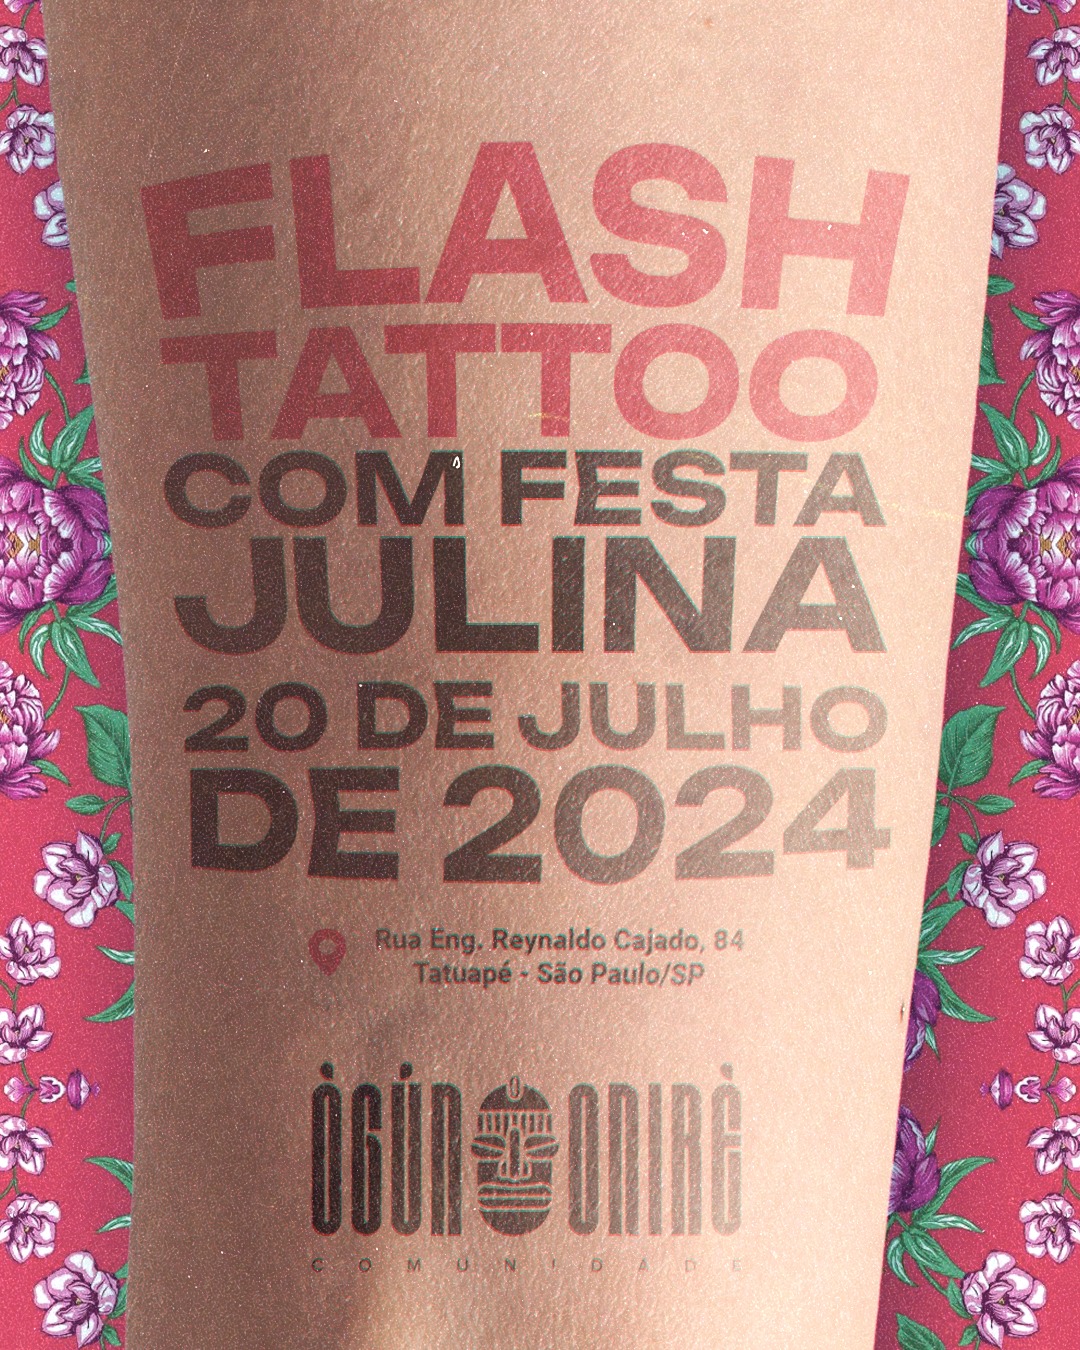 FLASH
TATTOO
COM FESTA
JULINA
20 DE JULHO
DE 2024
Rua Eng. Reynaldo Cajado, 84
Tatuapé - São Paulo/SP
ÒGÚN ONIRÈ
COMUNIDADE